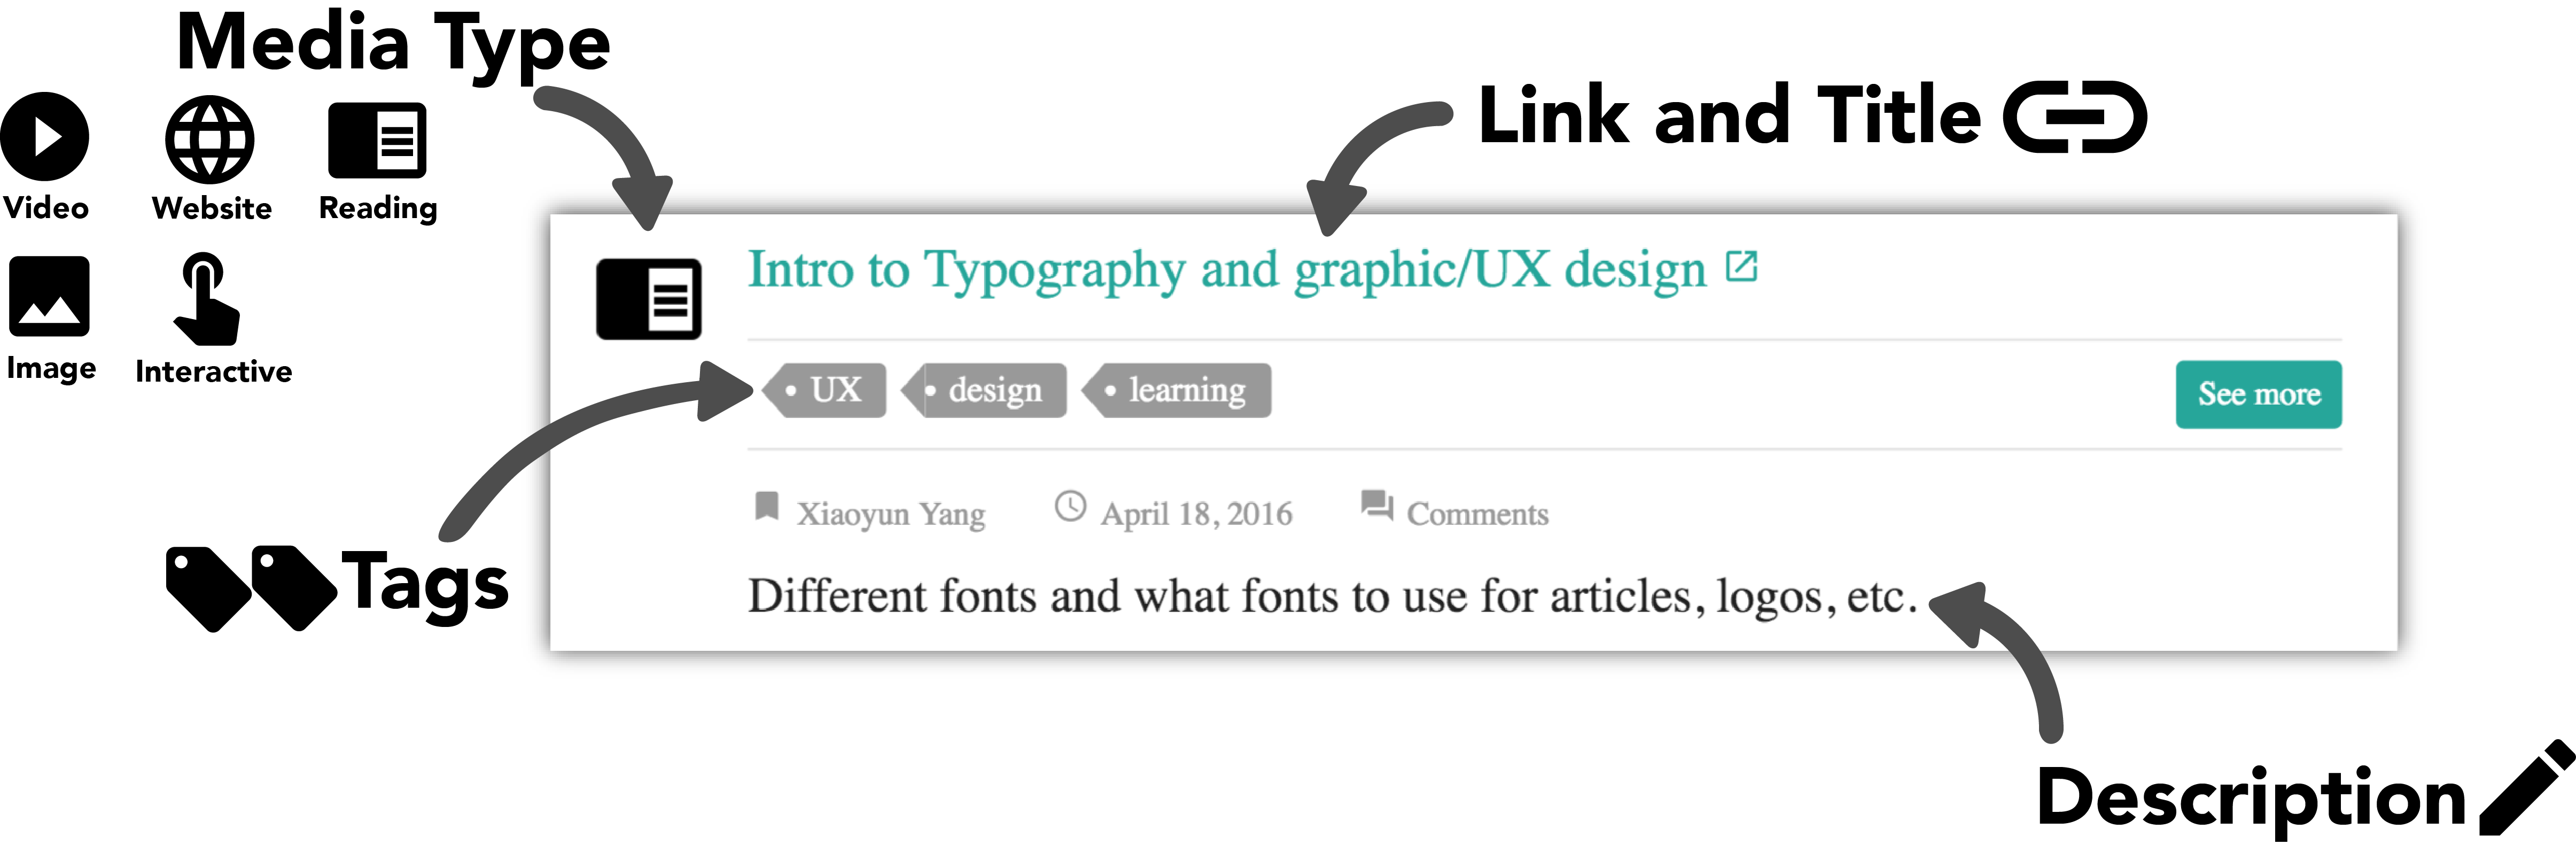 Media Type
Link and Title
Video
Website
Reading
Image
Interactive
Intro to Typography and graphic/UX design
UX
design
learning
See more
Xiaoyun Yang
April 18, 2016
Comments
Tags
Different fonts and what fonts to use for articles, logos, etc.
Description